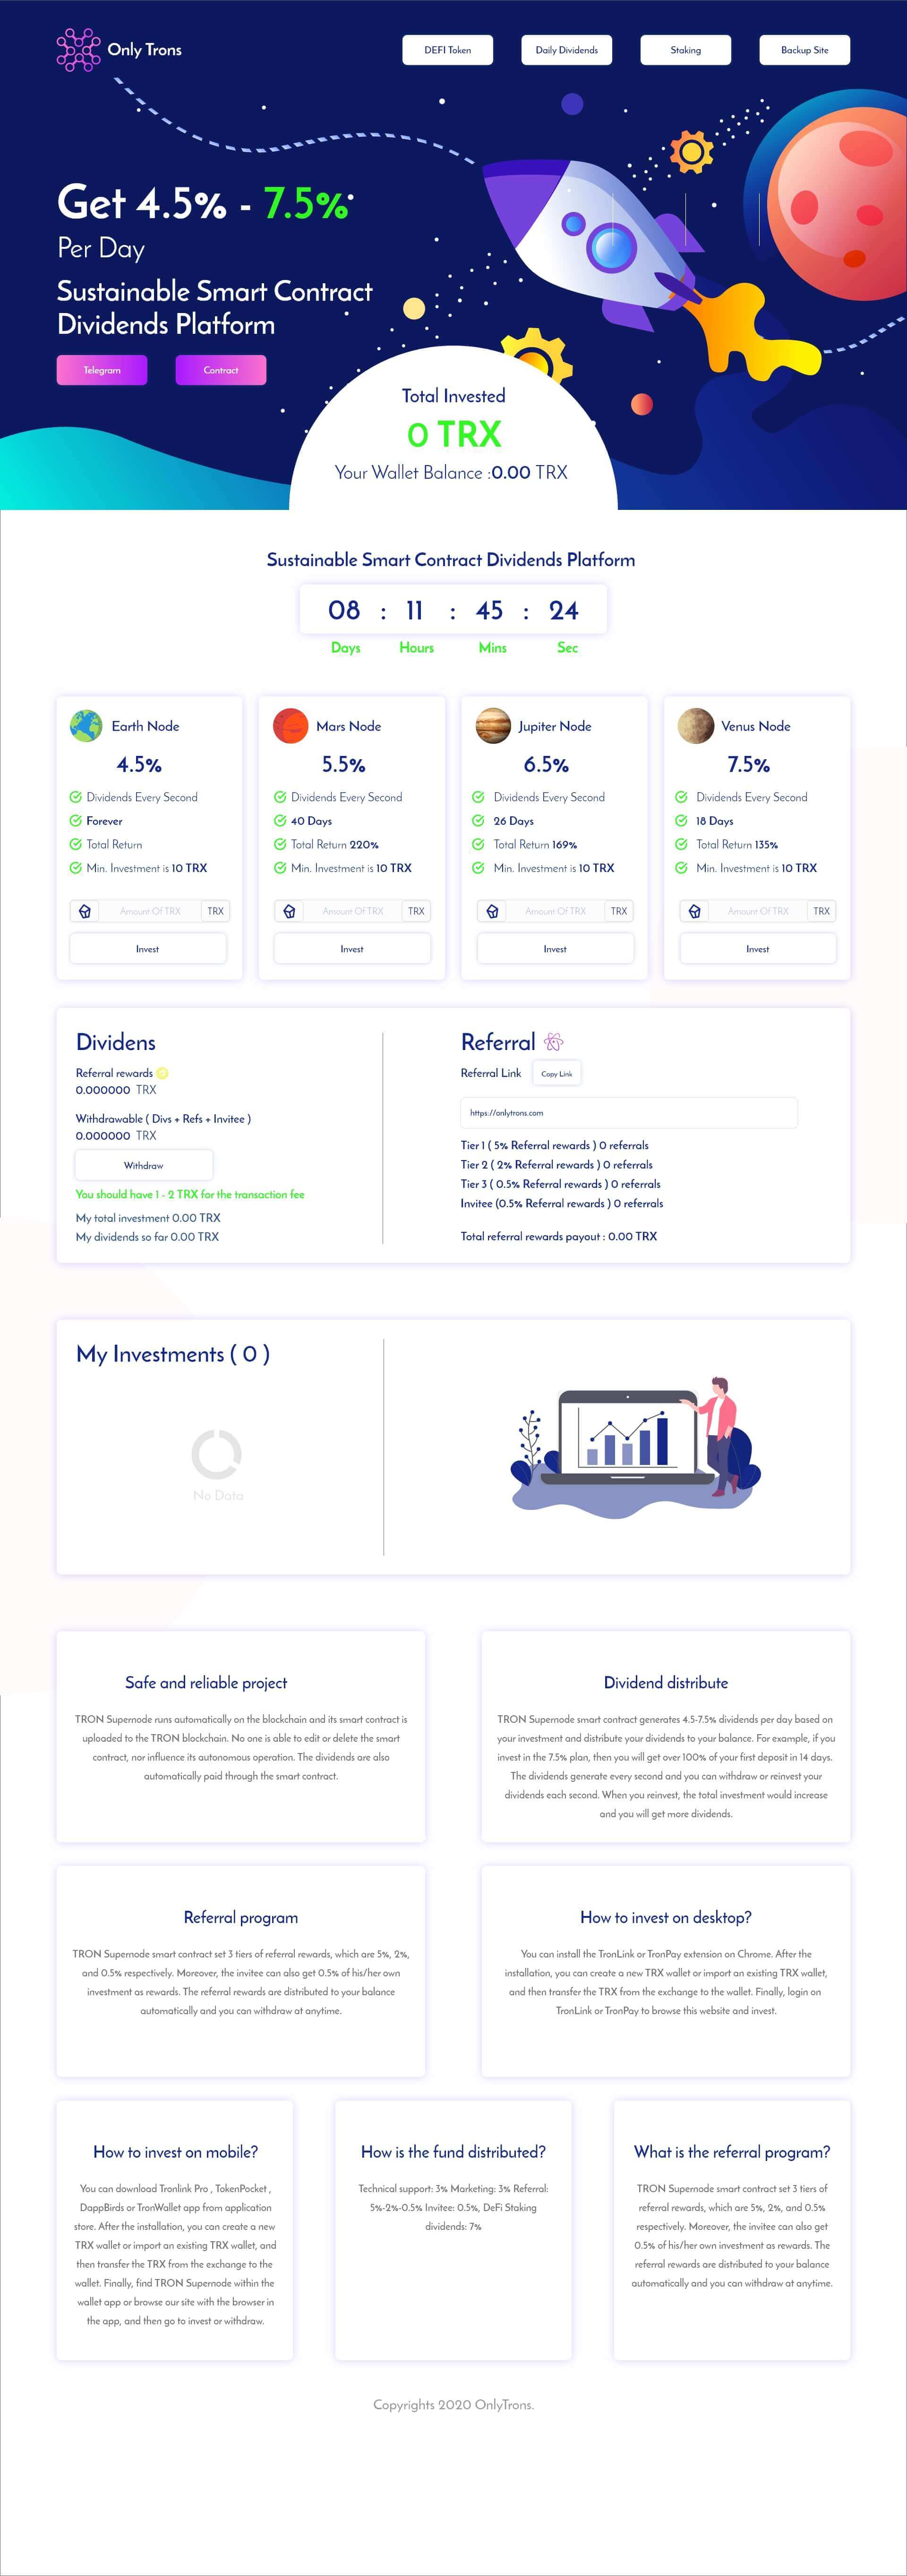 Only Trons
DEFI Token
Daily Dividends
Staking
Backup Site
Get 4.5% - 7.5%
Per Day
Sustainable Smart Contract
Dividends Platform
Telegram
Contract
Total Invested
0 TRX
Your Wallet Balance :0.00 TRX
Sustainable Smart Contract Dividends Platform
08 : 11 : 45 : 24
Days Hours Mins Sec
Earth Node
4.5%
Dividends Every Second
Forever
Total Return
Min. Investment is 10 TRX
Amount Of TRX TRX
Invest
Mars Node
5.5%
Dividends Every Second
40 Days
Total Return 220%
Min. Investment is 10 TRX
Amount Of TRX TRX
Invest
Jupiter Node
6.5%
Dividends Every Second
26 Days
Total Return 169%
Min. Investment is 10 TRX
Amount Of TRX TRX
Invest
Venus Node
7.5%
Dividends Every Second
18 Days
Total Return 135%
Min. Investment is 10 TRX
Amount Of TRX TRX
Invest
Dividens
Referral rewards
0.000000 TRX
Withdrawable ( Divs + Refs + Invitee )
0.000000 TRX
Withdraw
You should have 1 - 2 TRX for the transaction fee
My total investment 0.00 TRX
My dividends so far 0.00 TRX
Referral
Referral Link Copy Link
https://onlytrons.com
Tier 1 ( 5% Referral rewards ) 0 referrals
Tier 2 ( 2% Referral rewards ) 0 referrals
Tier 3 ( 0.5% Referral rewards ) 0 referrals
Invitee (0.5% Referral rewards ) 0 referrals
Total referral rewards payout : 0.00 TRX
My Investments ( 0 )
No Data
Safe and reliable project
TRON Supernode runs automatically on the blockchain and its smart contract is
uploaded to the TRON blockchain. No one is able to edit or delete the smart
contract, nor influence its autonomous operation. The dividends are also
automatically paid through the smart contract.
Dividend distribute
TRON Supernode smart contract generates 4.5-7.5% dividends per day based on
your investment and distribute your dividends to your balance. For example, if you
invest in the 7.5% plan, then you will get over 100% of your first deposit in 14 days.
The dividends generate every second and you can withdraw or reinvest your
dividends each second. When you reinvest, the total investment would increase
and you will get more dividends.
Referral program
TRON Supernode smart contract set 3 tiers of referral rewards, which are 5%, 2%,
and 0.5% respectively. Moreover, the invitee can also get 0.5% of his/her own
investment as rewards. The referral rewards are distributed to your balance
automatically and you can withdraw at anytime.
How to invest on desktop?
You can install the TronLink or TronPay extension on Chrome. After the
installation, you can create a new TRX wallet or import an existing TRX wallet,
and then transfer the TRX from the exchange to the wallet. Finally, login on
TronLink or TronPay to browse this website and invest.
How to invest on mobile?
You can download Tronlink Pro , TokenPocket ,
DappBirds or TronWallet app from application
store. After the installation, you can create a new
TRX wallet or import an existing TRX wallet, and
then transfer the TRX from the exchange to the
wallet. Finally, find TRON Supernode within the
wallet app or browse our site with the browser in
the app, and then go to invest or withdraw.
How is the fund distributed?
Technical support: 3% Marketing: 3% Referral:
5%-2%-0.5% Invitee: 0.5%, DeFi Staking
dividends: 7%
What is the referral program?
TRON Supernode smart contract set 3 tiers of
referral rewards, which are 5%, 2%, and 0.5%
respectively. Moreover, the invitee can also get
0.5% of his/her own investment as rewards. The
referral rewards are distributed to your balance
automatically and you can withdraw at anytime.
Copyrights 2020 OnlyTrons.